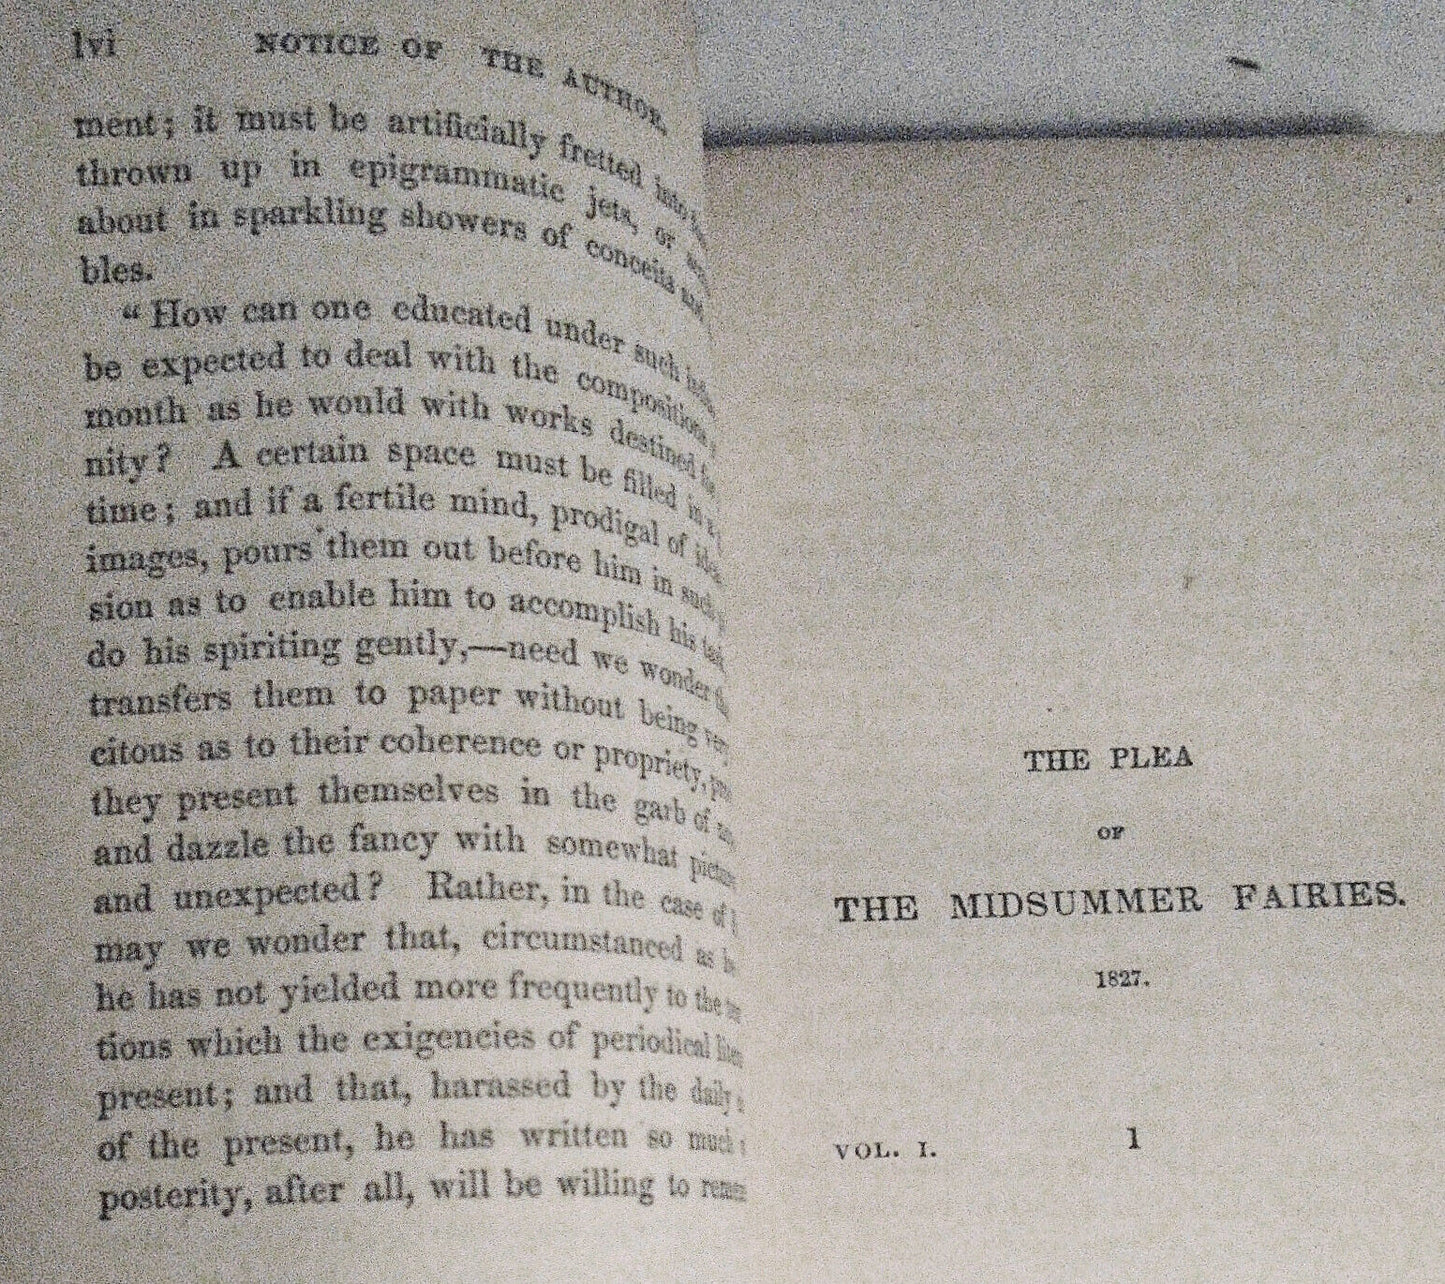 lvi NOTICE OF THE AUTHOR.
ment; it must be artificially fretted into
thrown up in epigrammatic jets, or
about in sparkling showers of conceits and
bles.
“How can one educated under such
be expected to deal with the compositions
month as he would with works destined
nity? A certain space must be filled in a
time; and if a fertile mind, prodigal of
images, pours them out before him in such
sion as to enable him to accomplish his
do his spiriting gently,—need we wonder
transfers them to paper without being very
citous as to their coherence or propriety,
they present themselves in the garb of
and dazzle the fancy with somewhat
and unexpected? Rather, in the case of
may we wonder that, circumstanced as
he has not yielded more frequently to the
tions which the exigencies of periodical
present; and that, harassed by the daily
of the present, he has written so much
posterity, after all, will be willing to
THE PLEA
OF
THE MIDSUMMER FAIRIES.
1827.
VOL. I. 1